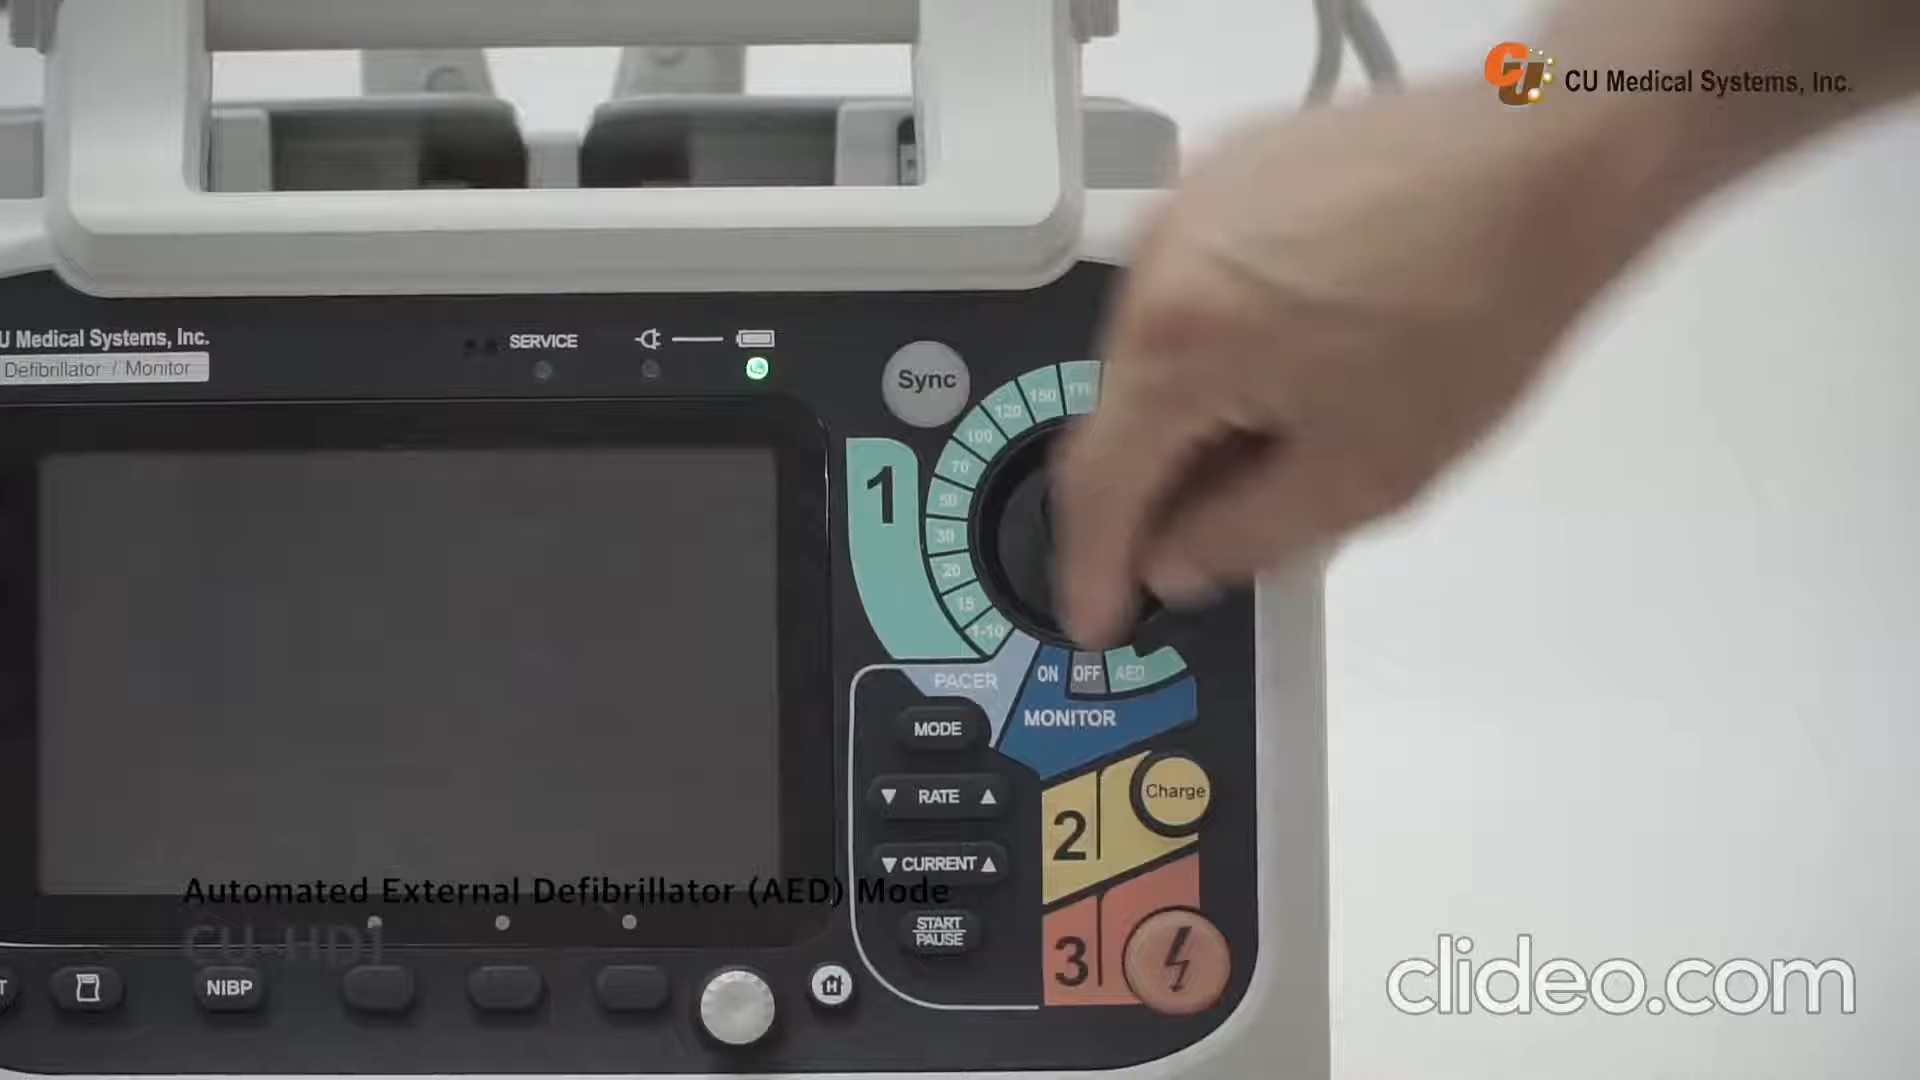 CU Medical Systems, Inc.
U Medical Systems, Inc.
Defibrillator / Monitor
SERVICE
Sync
150
120
100
70
50
30
20
15
1-10
1
PACER
ON
OFF
AED
MONITOR
MODE
▼ RATE ▲
▼ CURRENT ▲
START
PAUSE
2
Charge
3
Automated External Defibrillator (AED) Mode
CU-HD1
T
NIBP
H
clideo.com